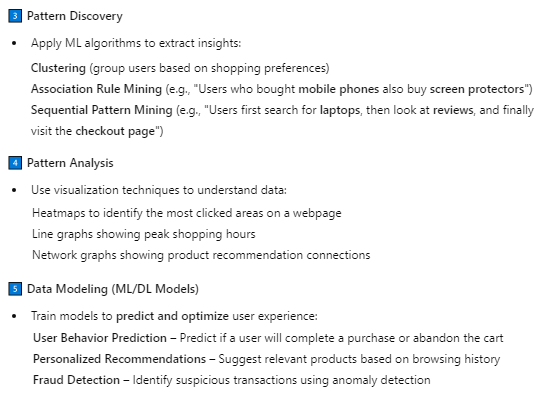 3 Pattern Discovery
• Apply ML algorithms to extract insights:
Clustering (group users based on shopping preferences)
Association Rule Mining (e.g., "Users who bought mobile phones also buy screen protectors")
Sequential Pattern Mining (e.g., "Users first search for laptops, then look at reviews, and finally
visit the checkout page")
4 Pattern Analysis
• Use visualization techniques to understand data:
Heatmaps to identify the most clicked areas on a webpage
Line graphs showing peak shopping hours
Network graphs showing product recommendation connections
5 Data Modeling (ML/DL Models)
• Train models to predict and optimize user experience:
User Behavior Prediction – Predict if a user will complete a purchase or abandon the cart
Personalized Recommendations – Suggest relevant products based on browsing history
Fraud Detection – Identify suspicious transactions using anomaly detection